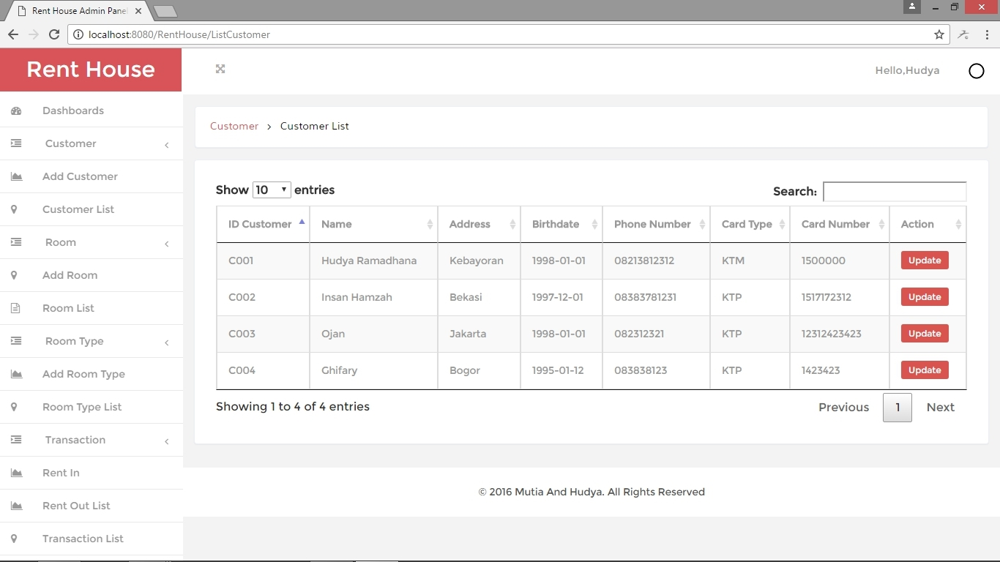 Rent House Admin Panel
localhost:8080/RentHouse/ListCustomer
Rent House
Hello,Hudya
Dashboards
Customer
Add Customer
Customer List
Room
Add Room
Room List
Room Type
Add Room Type
Room Type List
Transaction
Rent In
Rent Out List
Transaction List
Customer > Customer List
Show 10 entries
Search:
ID Customer Name Address Birthdate Phone Number Card Type Card Number Action
C001 Hudya Ramadhana Kebayoran 1998-01-01 08213812312 KTM 1500000 Update
C002 Insan Hamzah Bekasi 1997-12-01 08383781231 KTP 1517172312 Update
C003 Ojan Jakarta 1998-01-01 082312321 KTP 12312423423 Update
C004 Ghifary Bogor 1995-01-12 083838123 KTP 1423423 Update
Showing 1 to 4 of 4 entries
Previous 1 Next
© 2016 Mutia And Hudya. All Rights Reserved